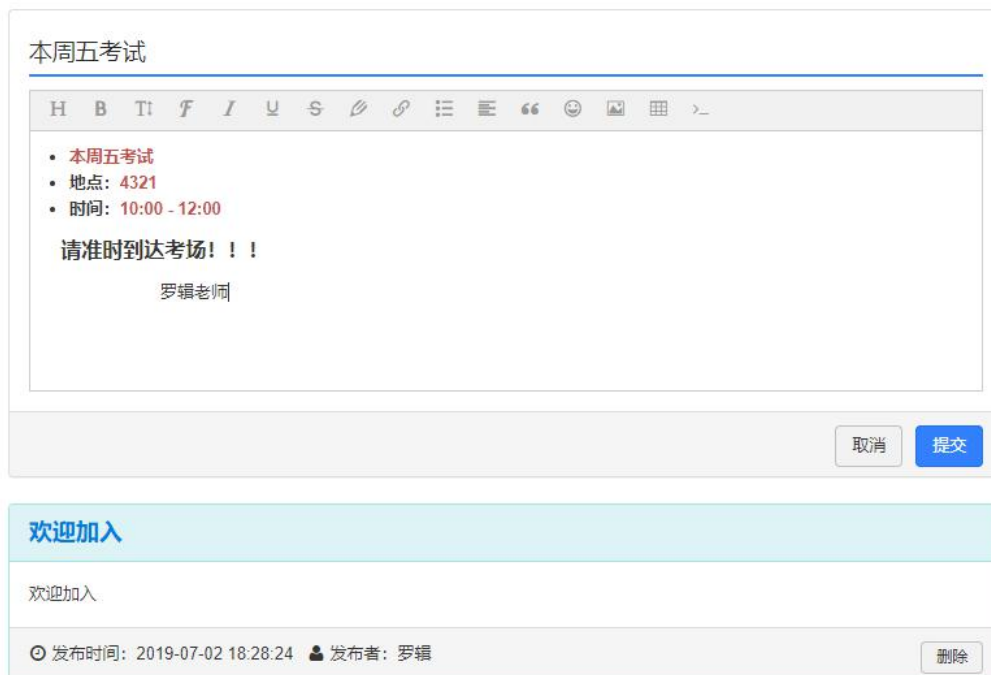 本周五考试
H B T↕ F I U S
本周五考试
地点：4321
时间：10:00 - 12:00
请准时到达考场！！！
罗辑老师
取消 提交
欢迎加入
欢迎加入
发布时间：2019-07-02 18:28:24 发布者：罗辑
删除